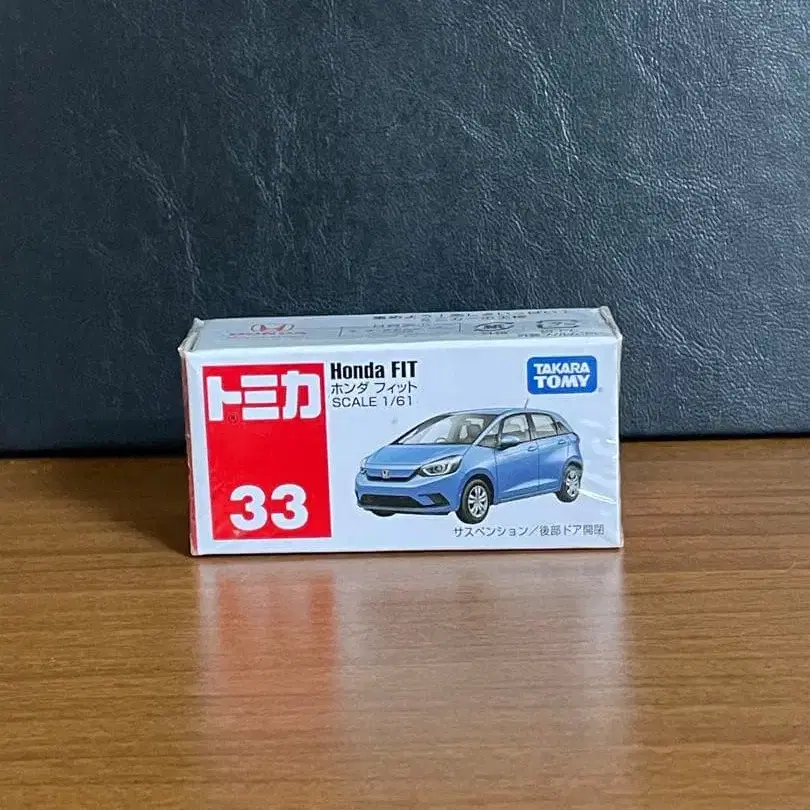 トミカ
33
Honda FIT
ホンダ フィット
SCALE 1/61
TAKARA
TOMY
サスペンション/後部ドア開閉